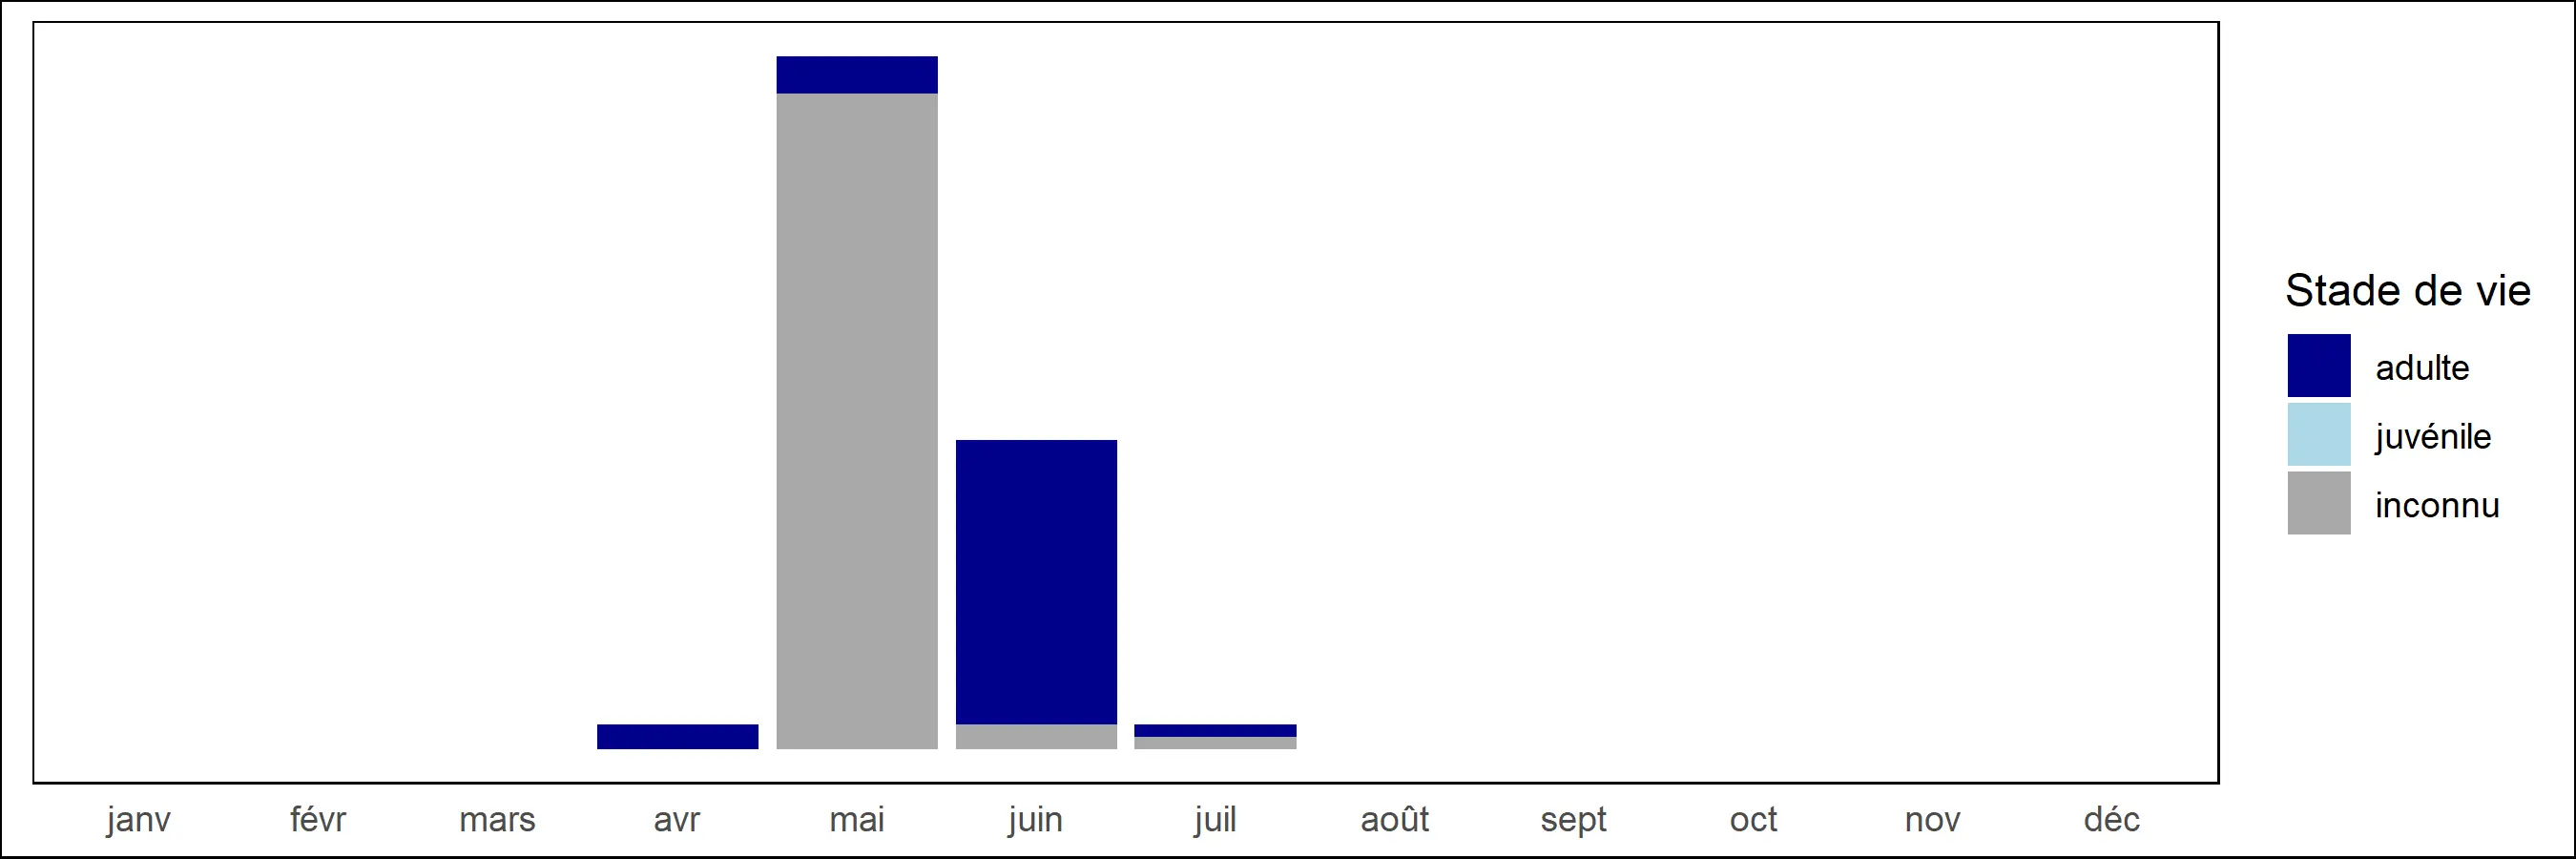 Stade de vie
adulte
juvénile
inconnu
janv févr mars avr mai juin juil août sept oct nov déc